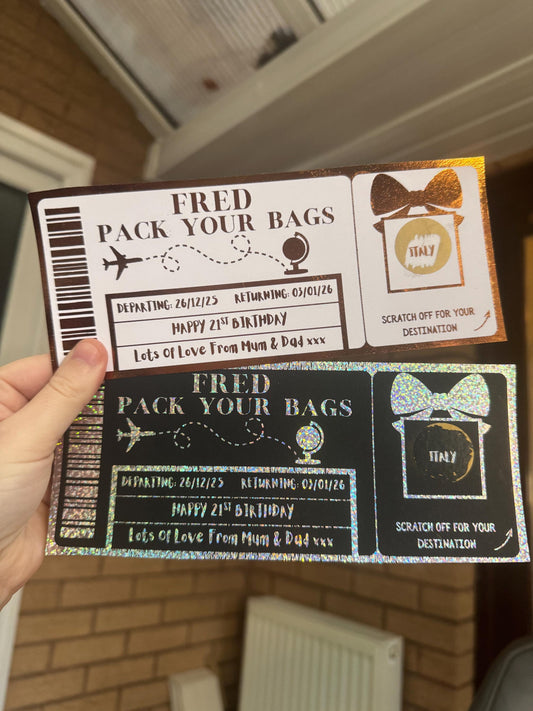 FRED
PACK YOUR BAGS
DEPARTING: 26/12/25 RETURNING: 03/01/26
HAPPY 21ST BIRTHDAY
Lots Of Love From Mum & Dad xxx
ITALY
SCRATCH OFF FOR YOUR
DESTINATION
FRED
PACK YOUR BAGS
DEPARTING: 26/12/25 RETURNING: 03/01/26
HAPPY 21ST BIRTHDAY
Lots Of Love From Mum & Dad xxx
ITALY
SCRATCH OFF FOR YOUR
DESTINATION